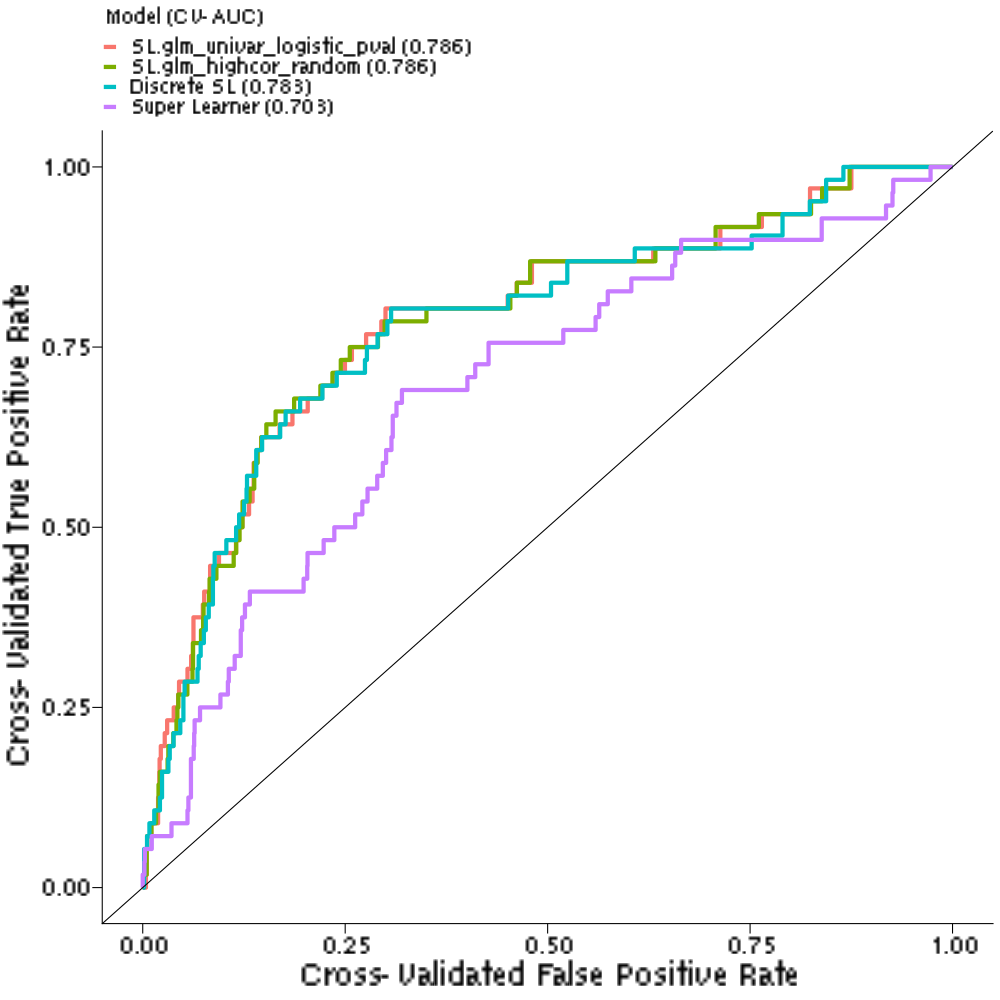 Model (CV-AUC)
SL.glm_univar_logistic_pval (0.786)
SL.glm_highcor_random (0.786)
Discrete SL (0.783)
Super Learner (0.703)
1.00
0.75
0.50
0.25
0.00
Cross-Validated True Positive Rate
0.00 0.25 0.50 0.75 1.00
Cross-Validated False Positive Rate